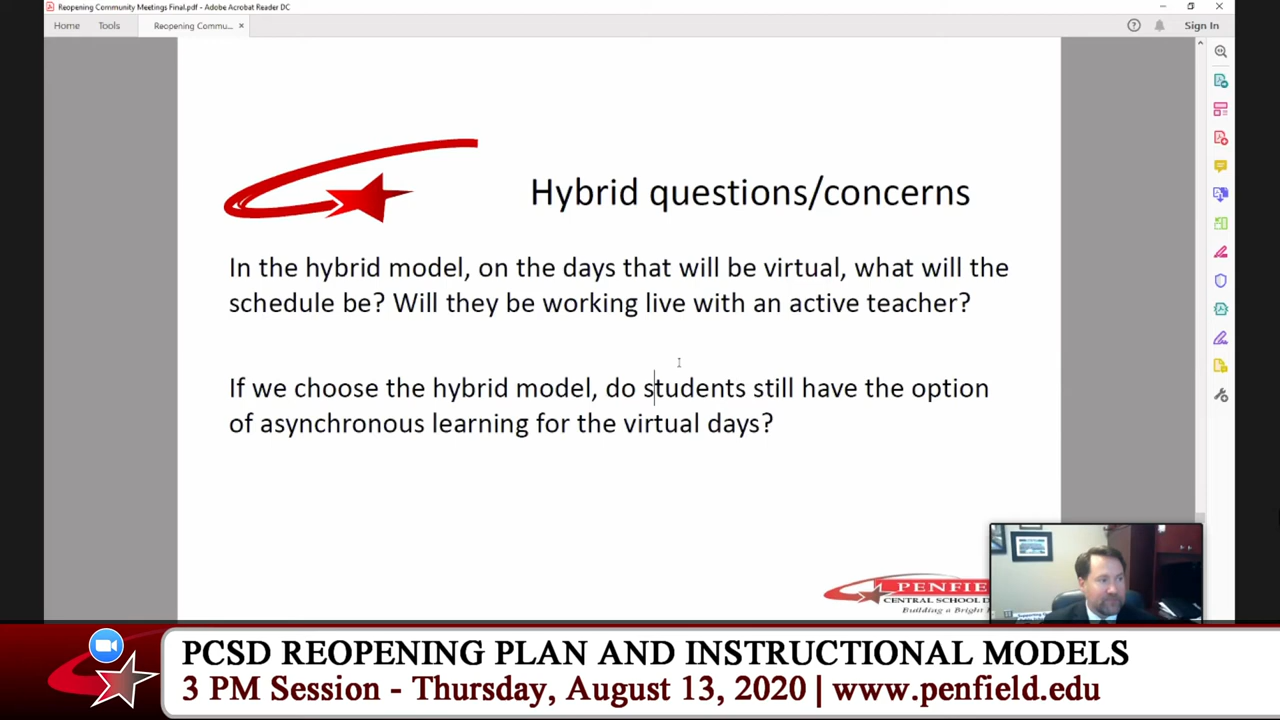 Reopening Community Meetings Final.pdf - Adobe Acrobat Reader DC
Home Tools Reopening Commu... Sign In
Hybrid questions/concerns
In the hybrid model, on the days that will be virtual, what will the
schedule be? Will they be working live with an active teacher?
If we choose the hybrid model, do students still have the option
of asynchronous learning for the virtual days?
PENFIE
CENTRAL SCHOOL D
Building a Bright
PCSD REOPENING PLAN AND INSTRUCTIONAL MODELS
3 PM Session - Thursday, August 13, 2020 | www.penfield.edu